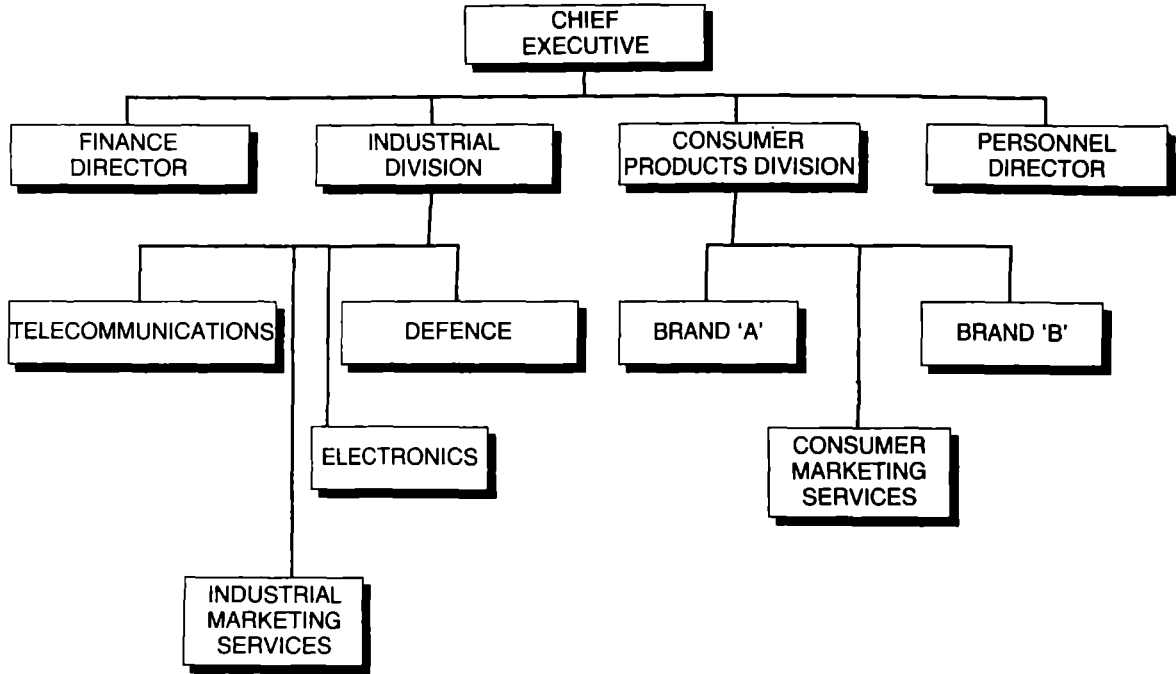 CHIEF
EXECUTIVE
FINANCE
DIRECTOR
INDUSTRIAL
DIVISION
CONSUMER
PRODUCTS DIVISION
PERSONNEL
DIRECTOR
TELECOMMUNICATIONS
DEFENCE
BRAND 'A'
BRAND 'B'
ELECTRONICS
CONSUMER
MARKETING
SERVICES
INDUSTRIAL
MARKETING
SERVICES